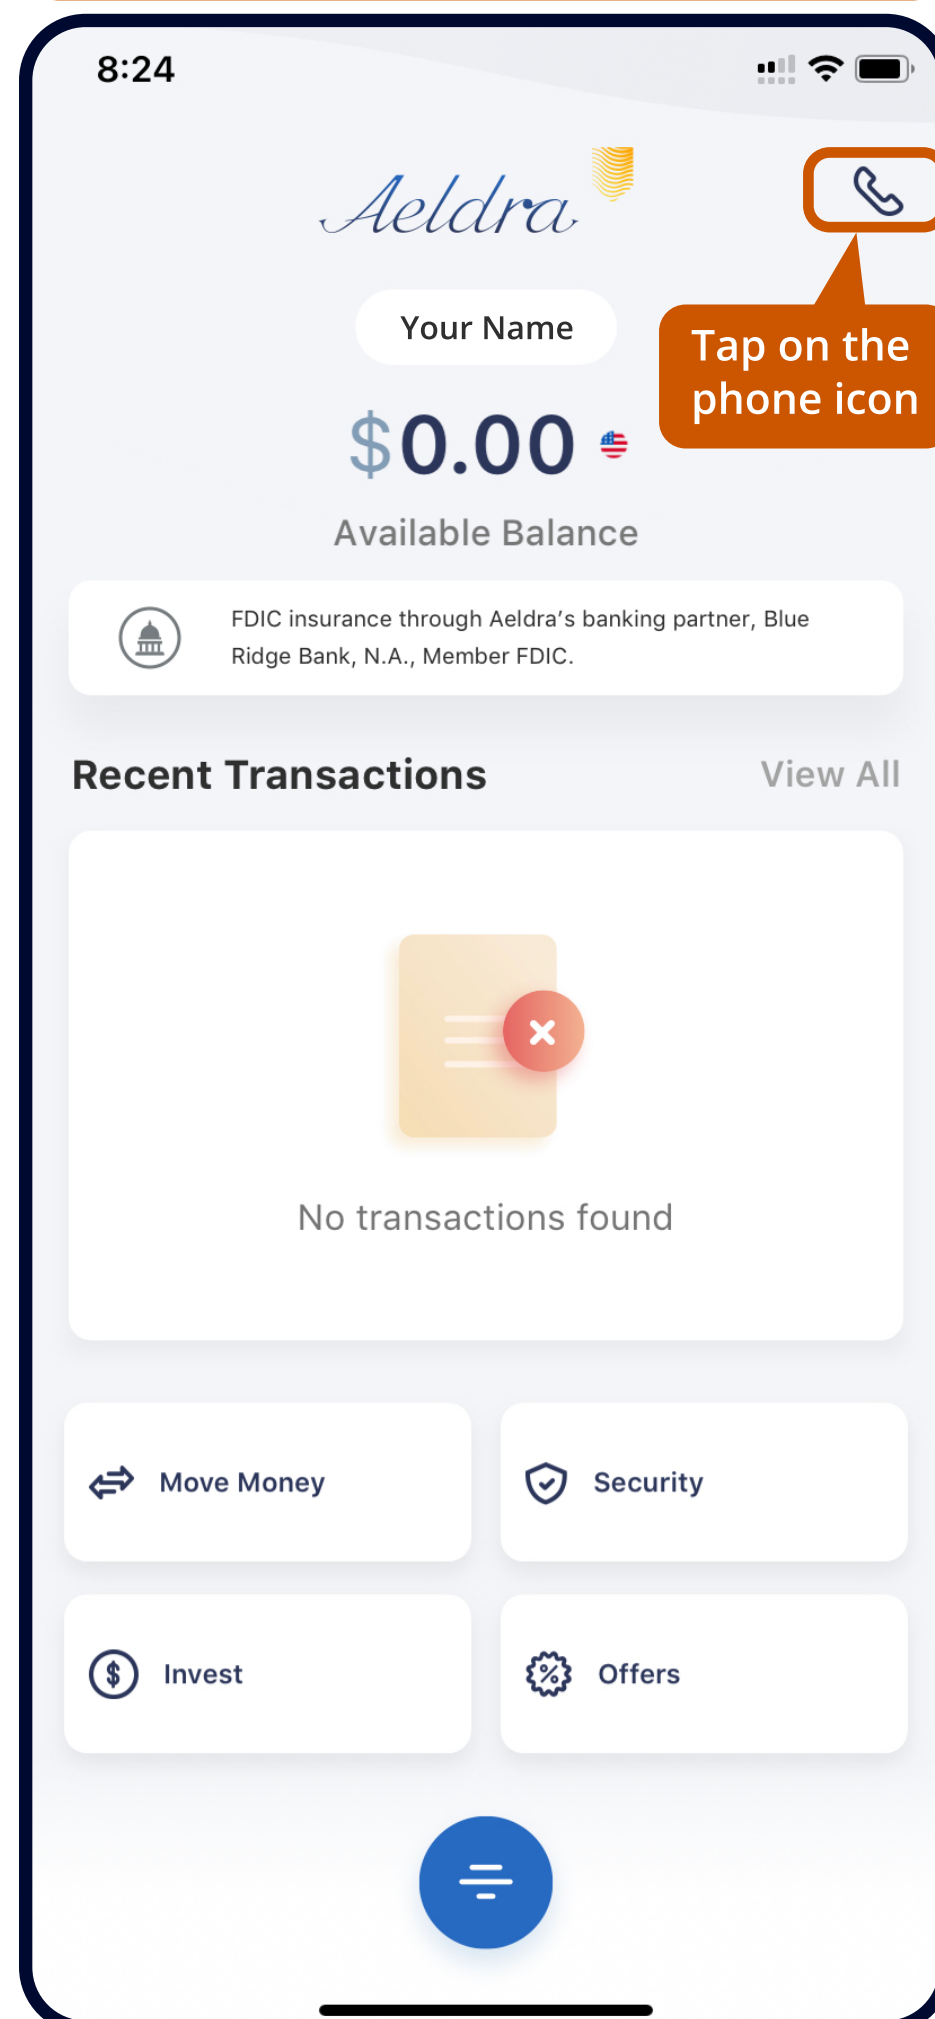 8:24
Aeldra
Your Name
Tap on the
phone icon
$0.00
Available Balance
FDIC insurance through Aeldra’s banking partner, Blue
Ridge Bank, N.A., Member FDIC.
Recent Transactions
View All
No transactions found
Move Money
Security
Invest
Offers